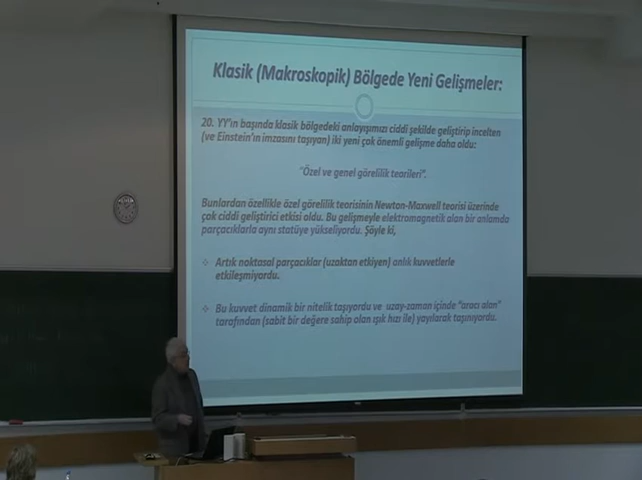 Klasik (Makroskopik) Bölgede Yeni Gelişmeler:
20. YY'ın başında klasik bölgedeki anlayışımızı ciddi şekilde geliştirip incelten
(ve Einstein'ın imzasını taşıyan) iki yeni çok önemli gelişme daha oldu:
"Özel ve genel görelilik teorileri".
Bunlardan özellikle özel görelilik teorisinin Newton-Maxwell teorisi üzerinde
çok ciddi geliştirici etkisi oldu. Bu gelişmeyle elektromagnetik alan bir anlamda
parçacıklarla aynı statüye yükseliyordu. Şöyle ki,
Artık noktasal parçacıklar (uzaktan etkiyen) anlık kuvvetlerle
etkileşmiyordu.
Bu kuvvet dinamik bir nitelik taşıyordu ve uzay-zaman içinde "aracı alan"
tarafından (sabit bir değere sahip olan ışık hızı ile) yayılarak taşınıyordu.